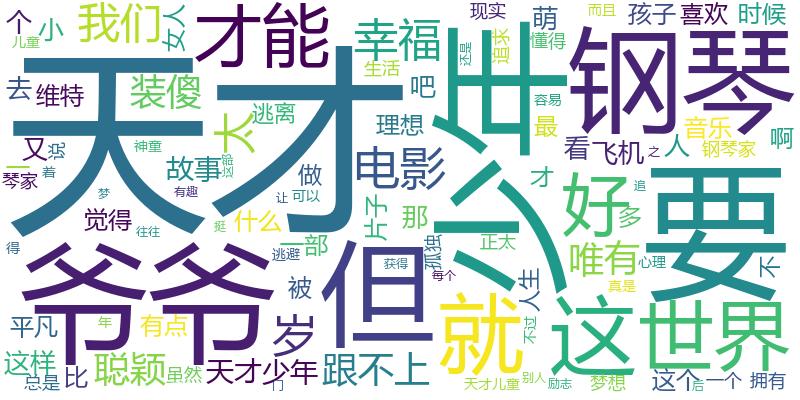 个 小 我们 女人 才能 幸福 现实 萌 孩子 喜欢 时候
儿童 而且
去 维特 装傻 生活 吧 追求 懂得 还是
天才 少年 钢琴
太 逃离 理想 容易
又 说 神童 这部 最 看 飞机 之 人 音乐 啊
一 故事 做 电影 钢琴家
琴家 着 梦 有趣 让 可以 才 追
觉得 往往 什么 片子 那 好 多 要
得 挺 一部 孤独 正太 唯有 心理 不
爷爷 逃避 但 获得 每个 人生 真是
平凡 年 有点 被 就 不过 这 世界
这样 聪颖 岁 跟不上
总是 比 虽然 天才少年 门 天才儿童 别人 励志 梦想 这个 后 一个 拥有